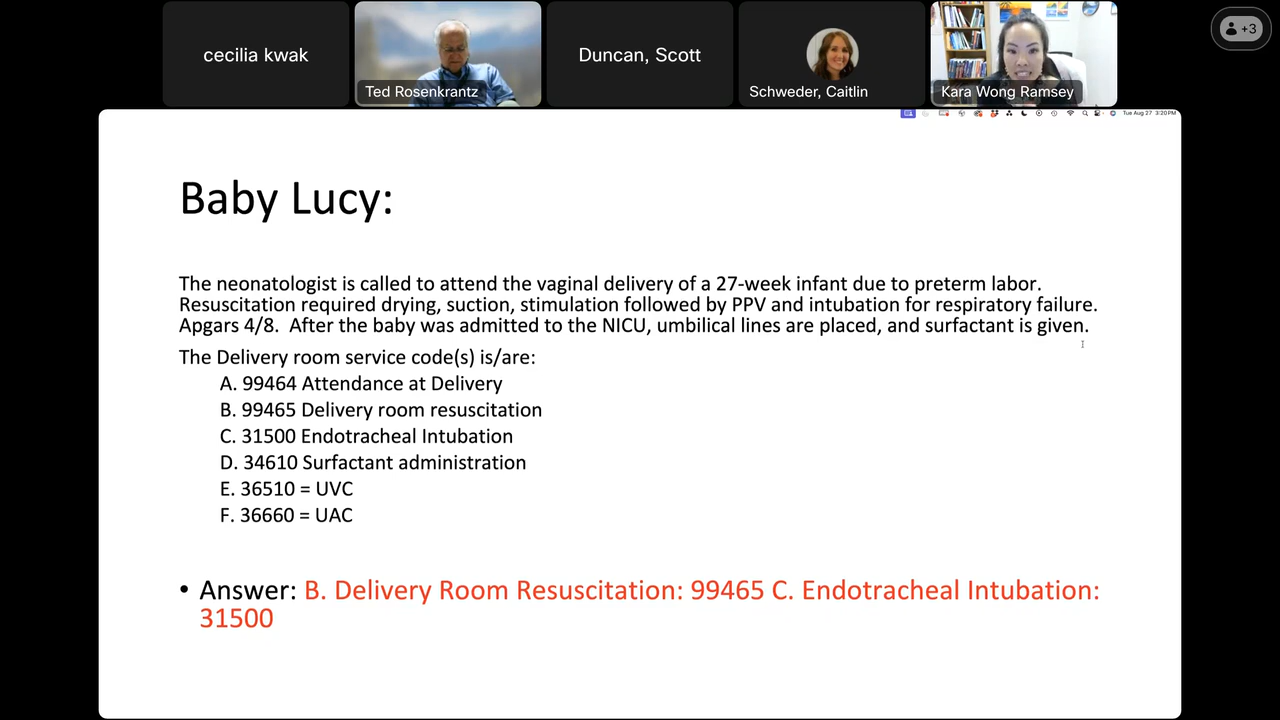 cecilia kwak
Ted Rosenkrantz
Duncan, Scott
Schweder, Caitlin
Kara Wong Ramsey
+3
Tue Aug 27 3:20 PM
Baby Lucy:
The neonatologist is called to attend the vaginal delivery of a 27-week infant due to preterm labor.
Resuscitation required drying, suction, stimulation followed by PPV and intubation for respiratory failure.
Apgars 4/8. After the baby was admitted to the NICU, umbilical lines are placed, and surfactant is given.
The Delivery room service code(s) is/are:
A. 99464 Attendance at Delivery
B. 99465 Delivery room resuscitation
C. 31500 Endotracheal Intubation
D. 34610 Surfactant administration
E. 36510 = UVC
F. 36660 = UAC
• Answer: B. Delivery Room Resuscitation: 99465 C. Endotracheal Intubation:
31500